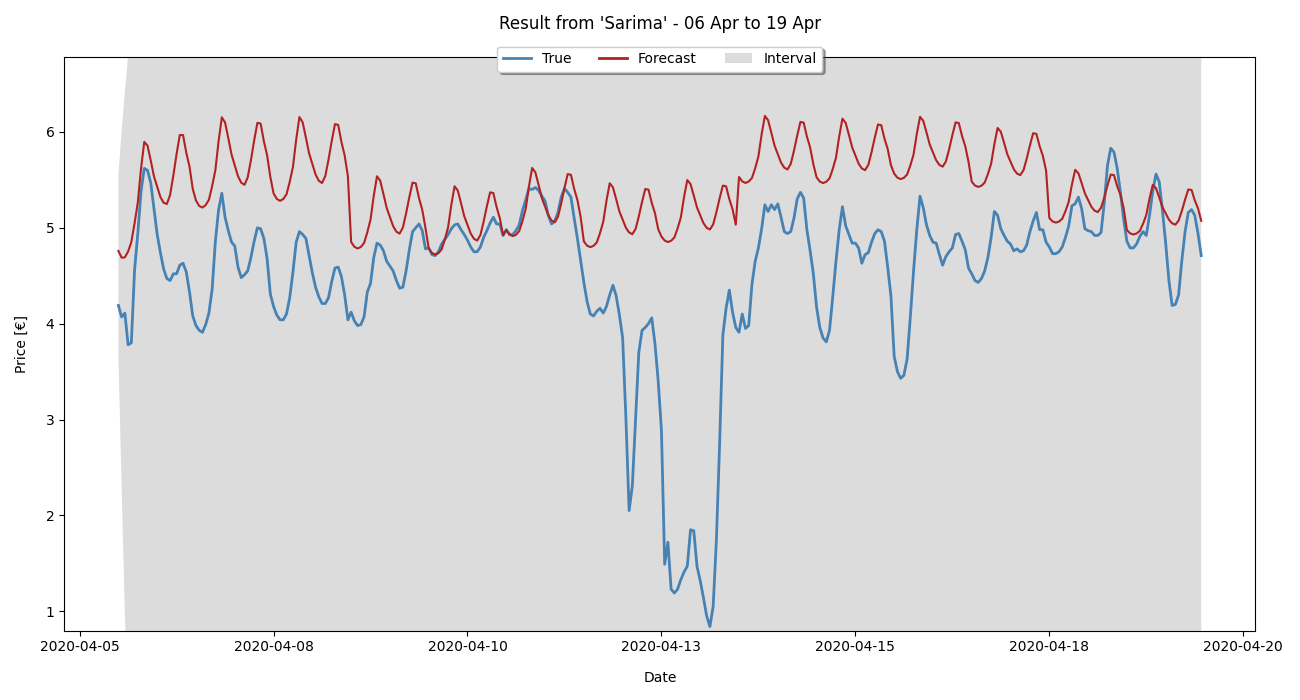 Result from 'Sarima' - 06 Apr to 19 Apr
True Forecast Interval
Price [€]
6
5
4
3
2
1
2020-04-05 2020-04-08 2020-04-10 2020-04-13 2020-04-15 2020-04-18 2020-04-20
Date